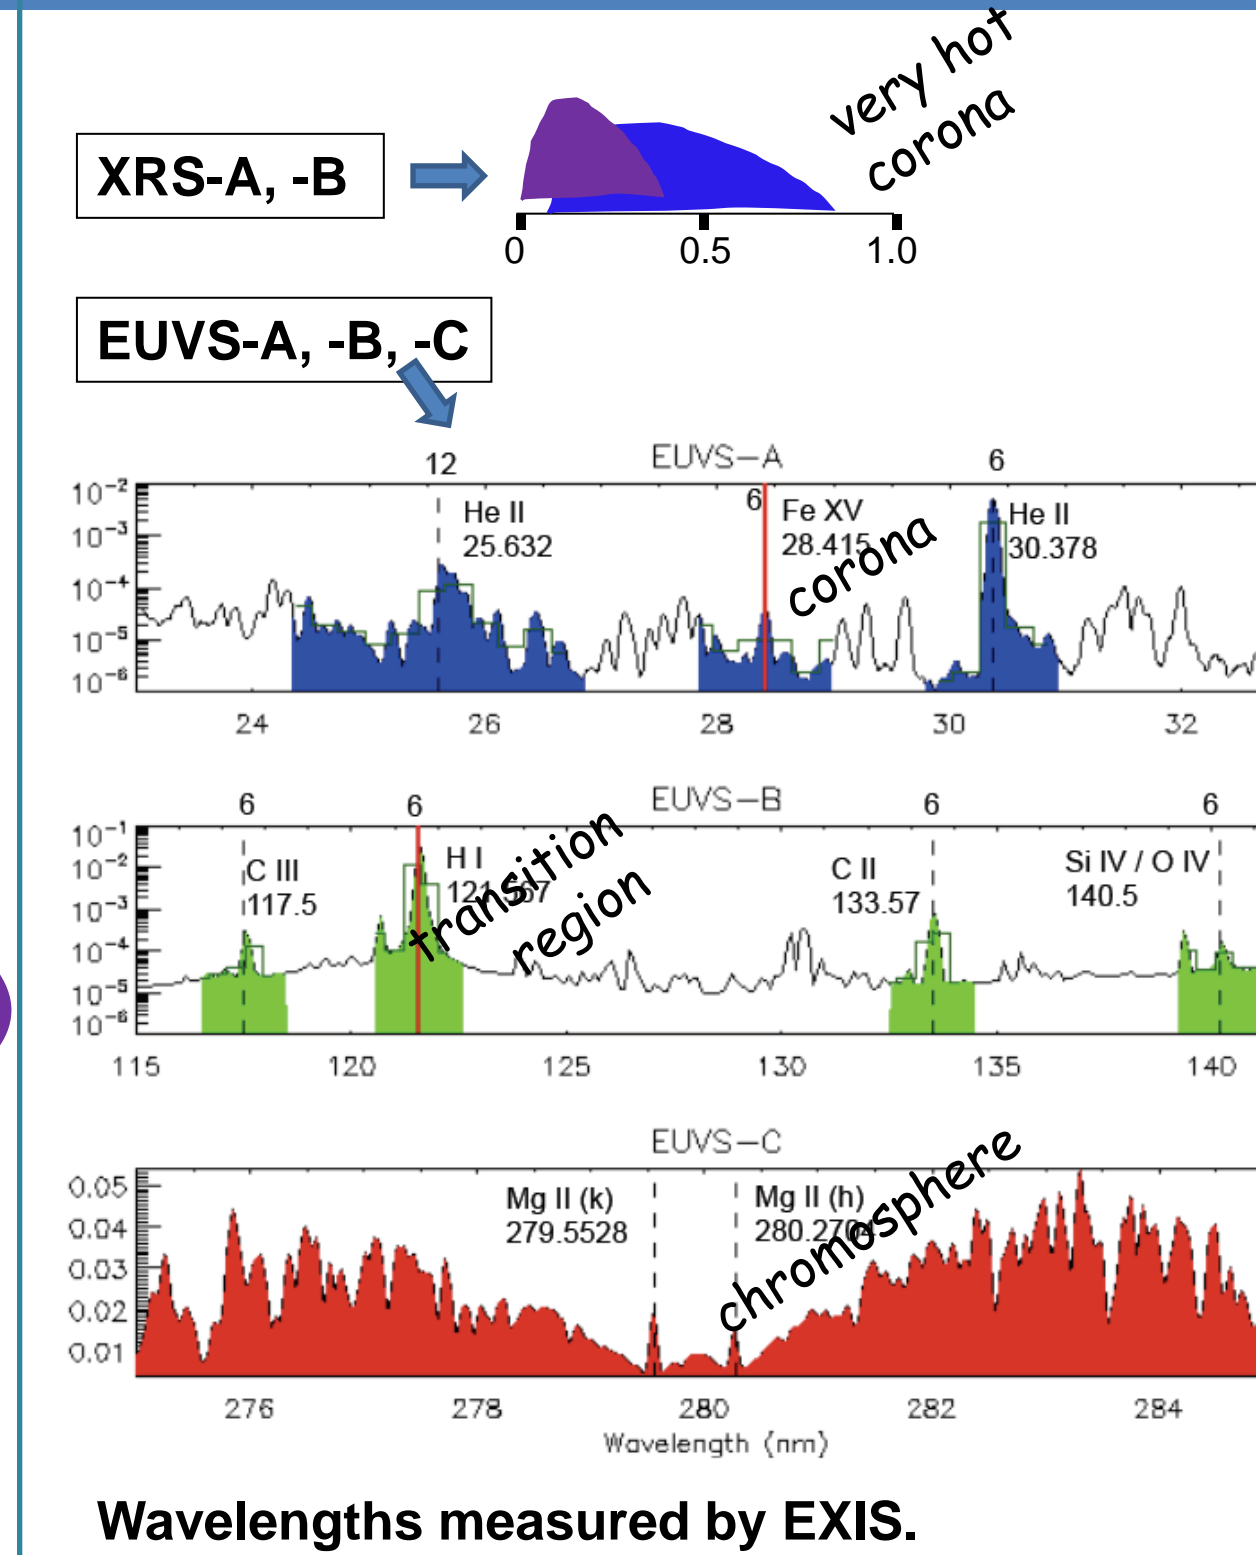 very hot
corona
XRS-A, -B
0 0.5 1.0
EUVS-A, -B, -C
12 EUVS-A 6
10-2
10-3
10-4
10-5
10-6
He II
25.632
6
Fe XV
28.415
corona
He II
30.378
24 26 28 30 32
6 6 EUVS-B 6 6
10-1
10-2
10-3
10-4
10-5
10-6
C III
117.5
H I
121.567
transition
region
C II
133.57
Si IV / O IV
140.5
115 120 125 130 135 140
EUVS-C
0.05
0.04
0.03
0.02
0.01
Mg II (k)
279.5528
Mg II (h)
280.2704
chromosphere
276 278 280 282 284
Wavelength (nm)
Wavelengths measured by EXIS.